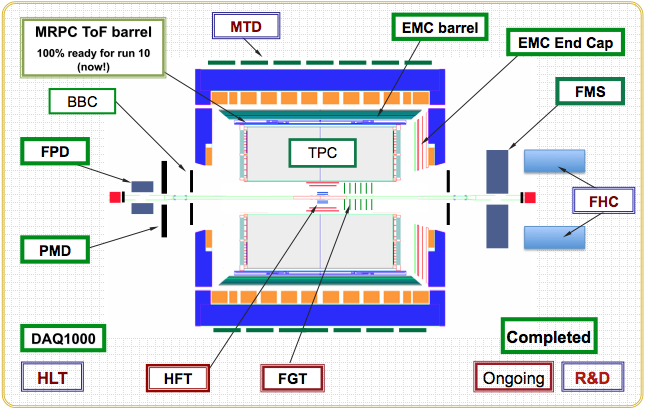 MRPC ToF barrel
100% ready for run 10
(now!)
MTD
EMC barrel
EMC End Cap
BBC
FMS
FPD
TPC
FHC
PMD
DAQ1000
Completed
HLT
HFT
FGT
Ongoing
R&D